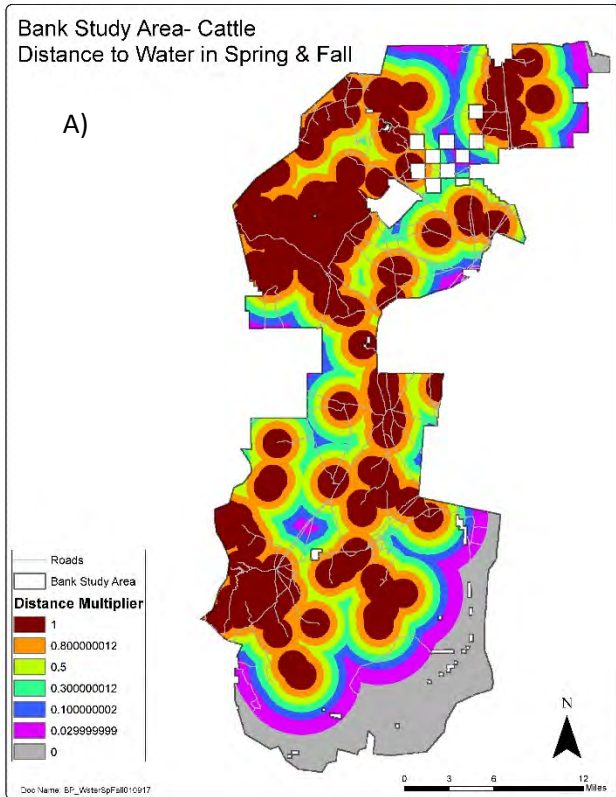 Bank Study Area- Cattle
Distance to Water in Spring & Fall
A)
Roads
Bank Study Area
Distance Multiplier
1
0.800000012
0.5
0.300000012
0.100000002
0.029999999
0
N
0 3 6 12
Miles
Doc Name: BP_WaterSpFall010917